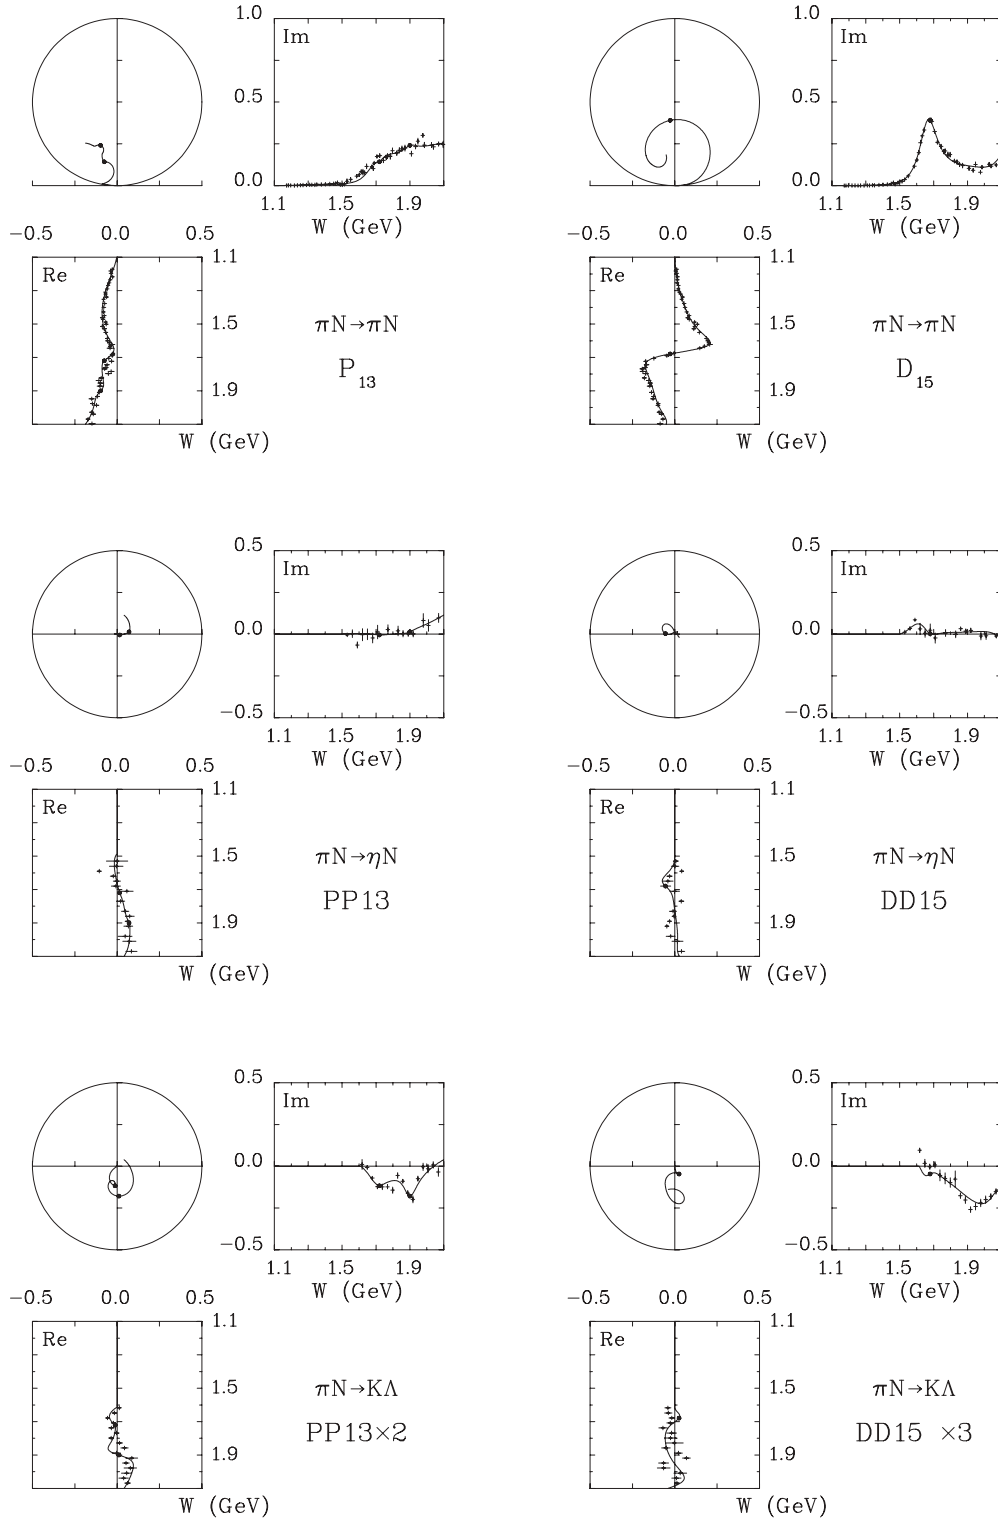 1.0
Im
0.5
0.0
1.1 1.5 1.9
W (GeV)
−0.5 0.0 0.5
Re
1.1
1.5
1.9
W (GeV)
πN→πN
P13
1.0
Im
0.5
0.0
1.1 1.5 1.9
W (GeV)
−0.5 0.0 0.5
Re
1.1
1.5
1.9
W (GeV)
πN→πN
D15
0.5
Im
0.0
−0.5
1.1 1.5 1.9
W (GeV)
−0.5 0.0 0.5
Re
1.1
1.5
1.9
W (GeV)
πN→ηN
PP13
0.5
Im
0.0
−0.5
1.1 1.5 1.9
W (GeV)
−0.5 0.0 0.5
Re
1.1
1.5
1.9
W (GeV)
πN→ηN
DD15
0.5
Im
0.0
−0.5
1.1 1.5 1.9
W (GeV)
−0.5 0.0 0.5
Re
1.1
1.5
1.9
W (GeV)
πN→KΛ
PP13×2
0.5
Im
0.0
−0.5
1.1 1.5 1.9
W (GeV)
−0.5 0.0 0.5
Re
1.1
1.5
1.9
W (GeV)
πN→KΛ
DD15 ×3